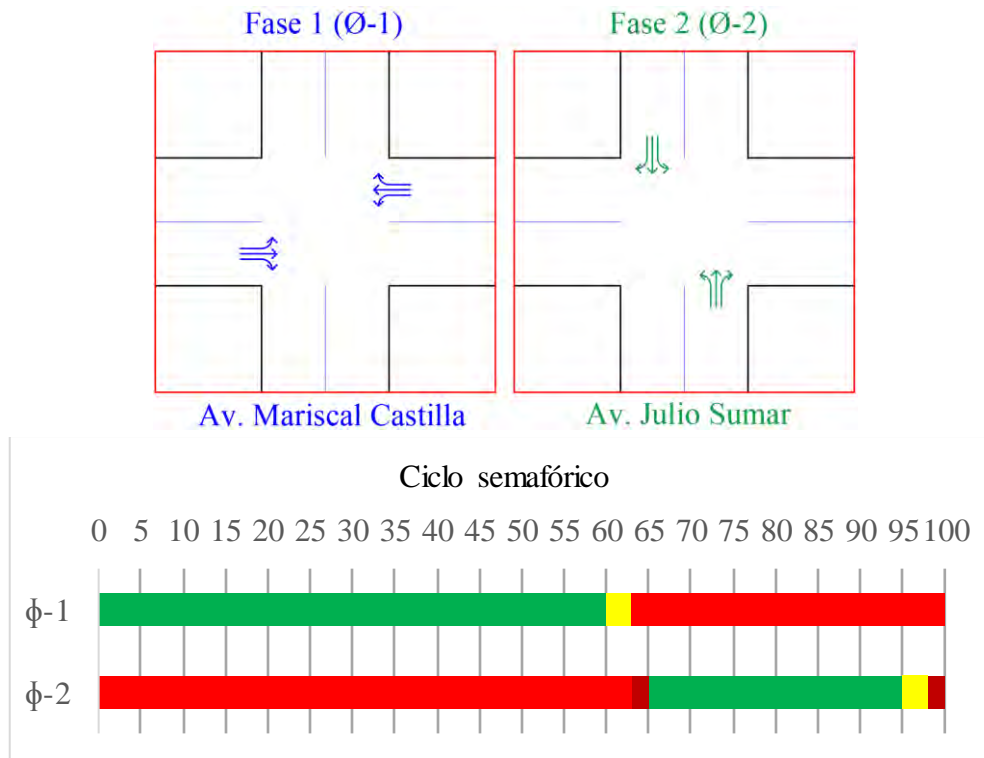 Fase 1 (Ø-1)
Fase 2 (Ø-2)
Av. Mariscal Castilla
Av. Julio Sumar
Ciclo semafórico
0 5 10 15 20 25 30 35 40 45 50 55 60 65 70 75 80 85 90 95 100
ϕ-1
ϕ-2